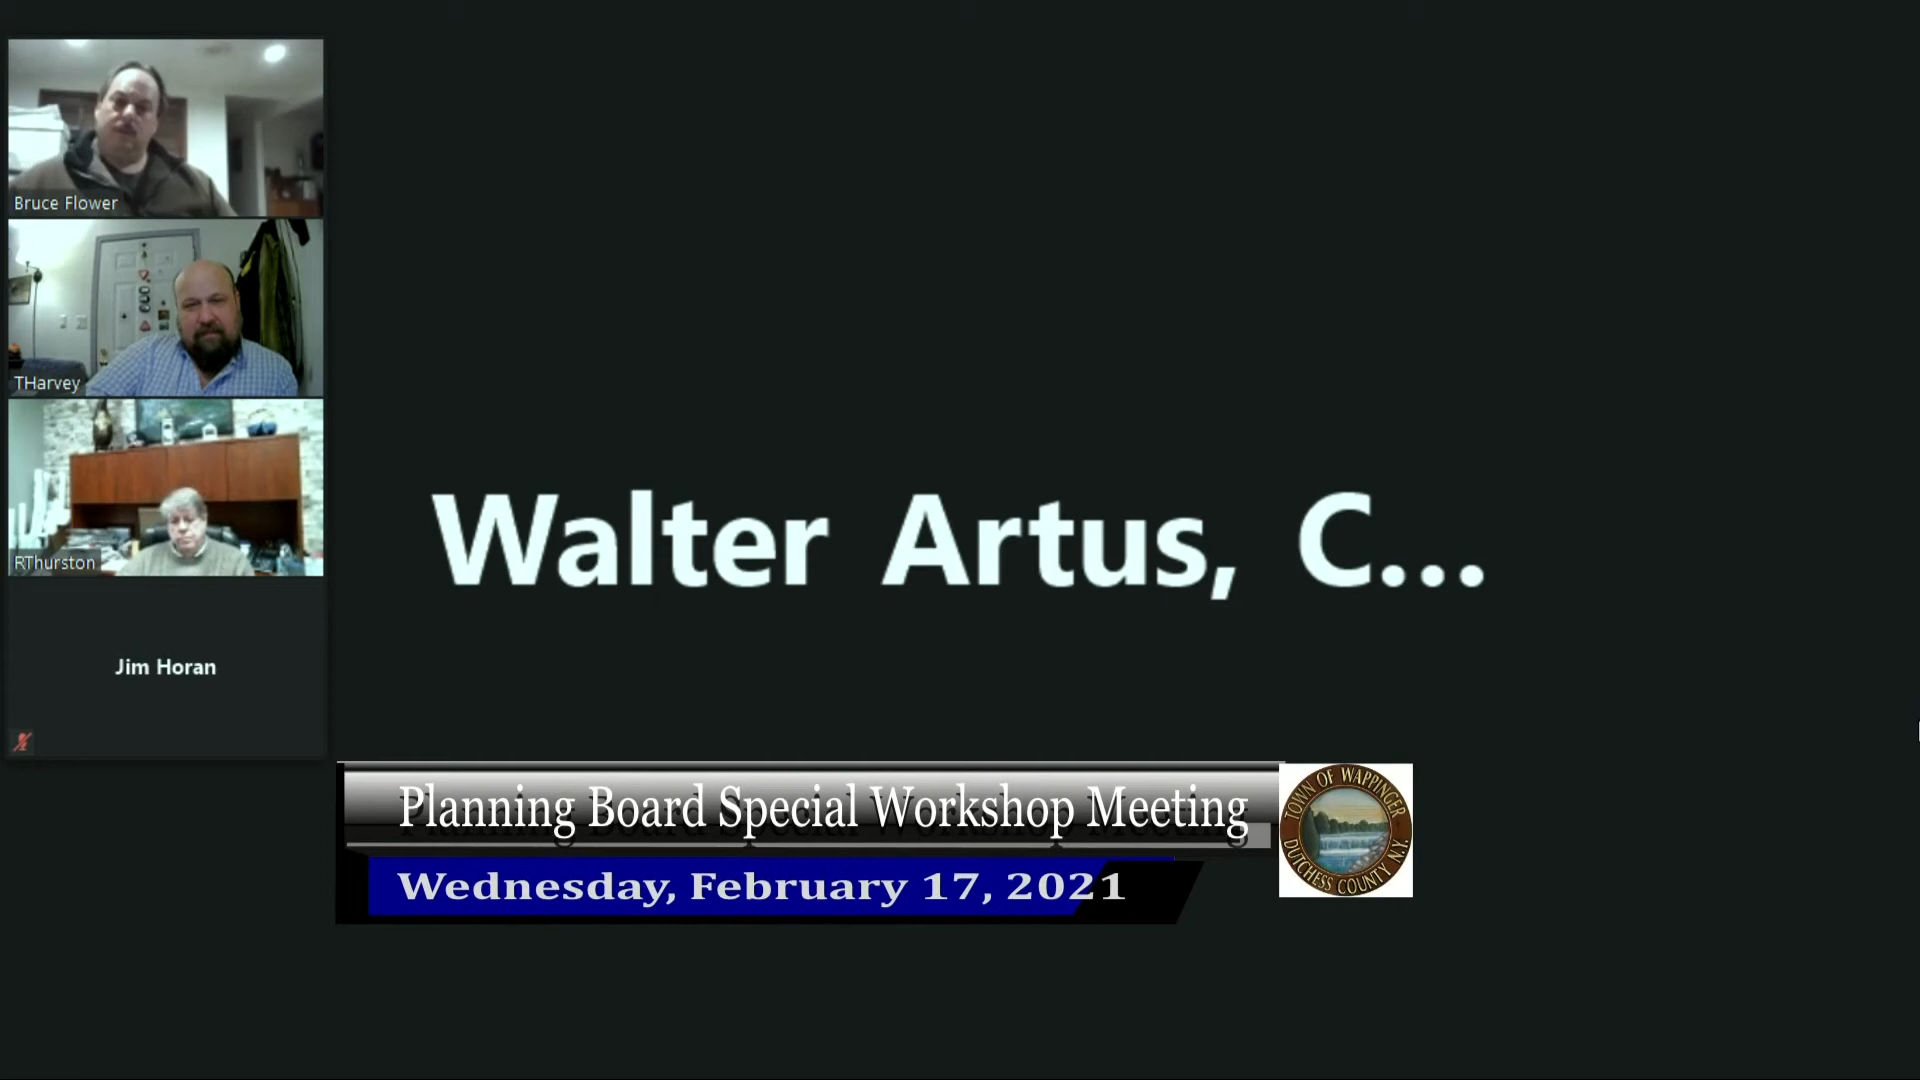 Bruce Flower
THarvey
RThurston
Jim Horan
Walter Artus, C...
Planning Board Special Workshop Meeting
Wednesday, February 17, 2021
TOWN OF WAPPINGER
DUTCHESS COUNTY N.Y.